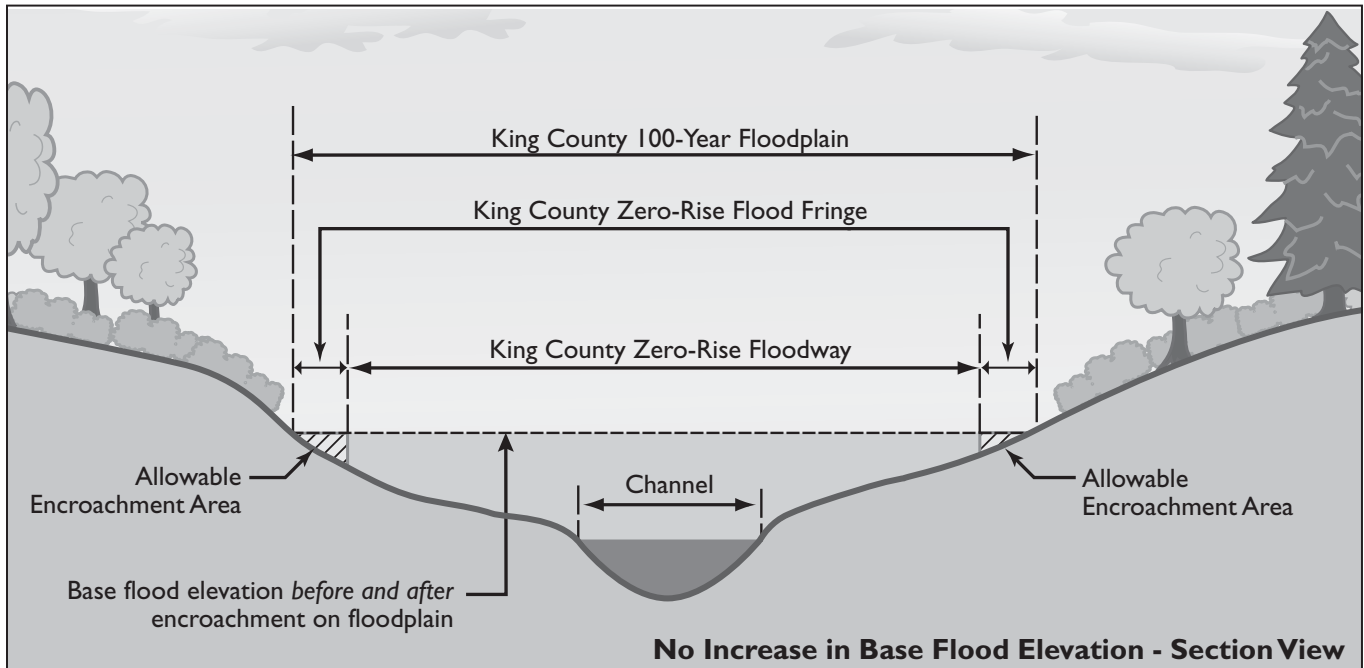 King County 100-Year Floodplain
King County Zero-Rise Flood Fringe
King County Zero-Rise Floodway
Allowable
Encroachment Area
Channel
Allowable
Encroachment Area
Base flood elevation before and after
encroachment on floodplain
No Increase in Base Flood Elevation - Section View